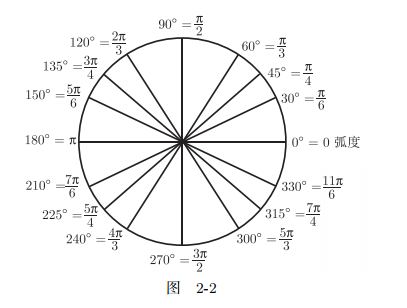 90° = π/2
120° = 2π/3
60° = π/3
135° = 3π/4
45° = π/4
150° = 5π/6
30° = π/6
180° = π
0° = 0 弧度
210° = 7π/6
330° = 11π/6
225° = 5π/4
315° = 7π/4
240° = 4π/3
300° = 5π/3
270° = 3π/2
图 2-2